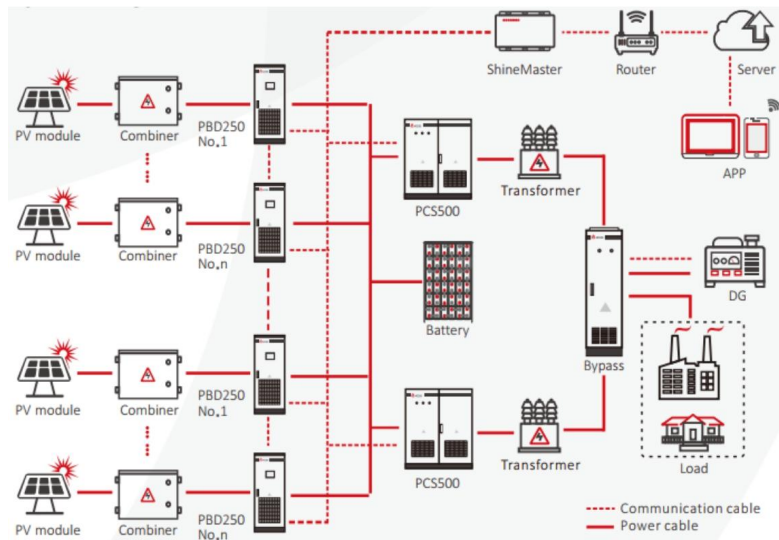 ShineMaster
Router
Server
PV module
Combiner
PBD250
No.1
APP
PCS500
Transformer
PV module
Combiner
PBD250
No.n
DG
Battery
Bypass
PV module
Combiner
PBD250
No.1
PCS500
Transformer
Load
PV module
Combiner
PBD250
No.n
Communication cable
Power cable